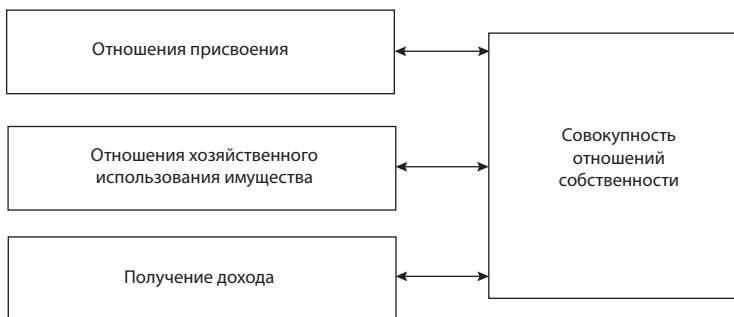 Отношения присвоения
Отношения хозяйственного
использования имущества
Получение дохода
Совокупность
отношений
собственности